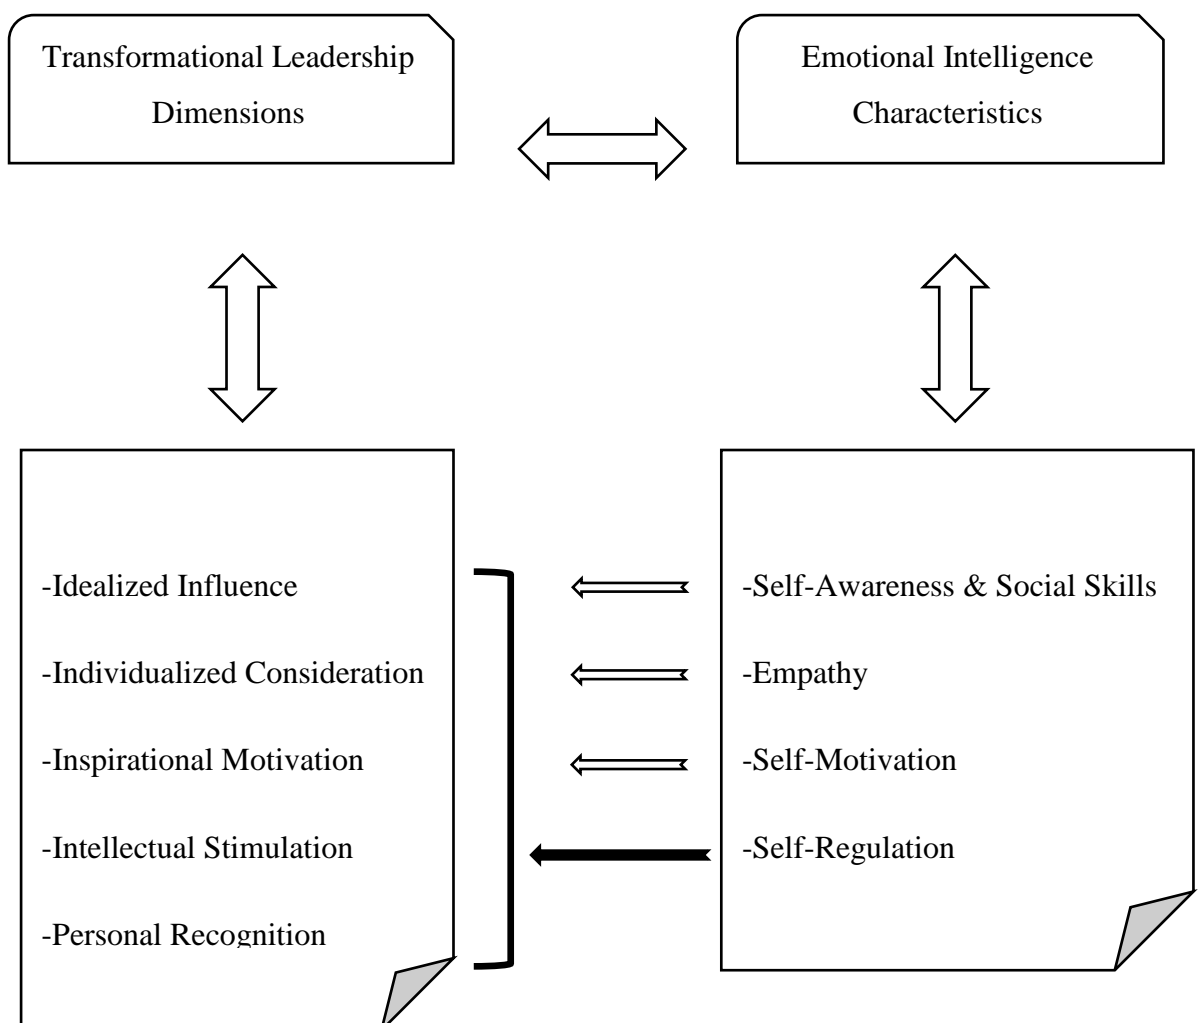 Transformational Leadership
Dimensions
Emotional Intelligence
Characteristics
-Idealized Influence
-Individualized Consideration
-Inspirational Motivation
-Intellectual Stimulation
-Personal Recognition
-Self-Awareness & Social Skills
-Empathy
-Self-Motivation
-Self-Regulation